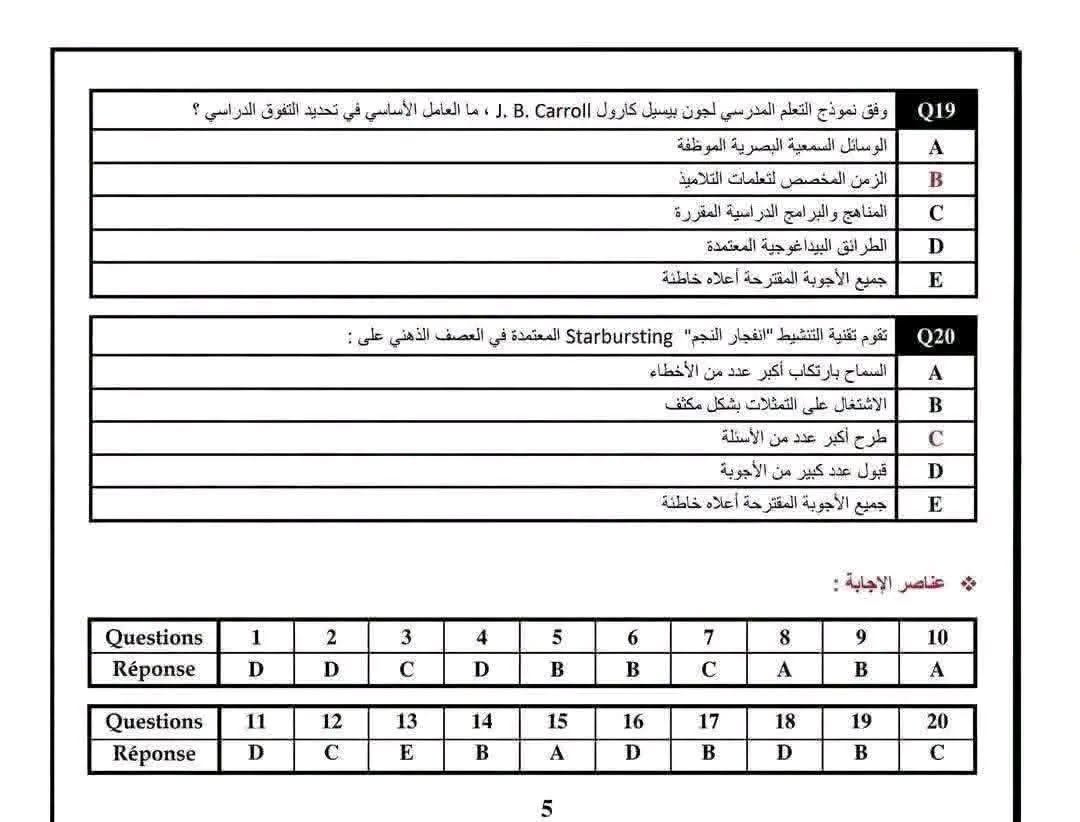 Q19 وفق نموذج التعلم المدرسي لجون بيسيل كارول J. B. Carroll ، ما العامل الأساسي في تحديد التفوق الدراسي ؟
A الوسائل السمعية البصرية الموظفة
B الزمن المخصص لتعلمات التلاميذ
C المناهج والبرامج الدراسية المقررة
D الطرائق البيداغوجية المعتمدة
E جميع الأجوبة المقترحة أعلاه خاطئة
Q20 تقوم تقنية التنشيط "انفجار النجم" Starbursting المعتمدة في العصف الذهني على :
A السماح بارتكاب أكبر عدد من الأخطاء
B الاشتغال على التمثلات بشكل مكثف
C طرح أكبر عدد من الأسئلة
D قبول عدد كبير من الأجوبة
E جميع الأجوبة المقترحة أعلاه خاطئة
❖ عناصر الإجابة :
Questions 1 2 3 4 5 6 7 8 9 10
Réponse D D C D B B C A B A
Questions 11 12 13 14 15 16 17 18 19 20
Réponse D C E B A D B D B C
5